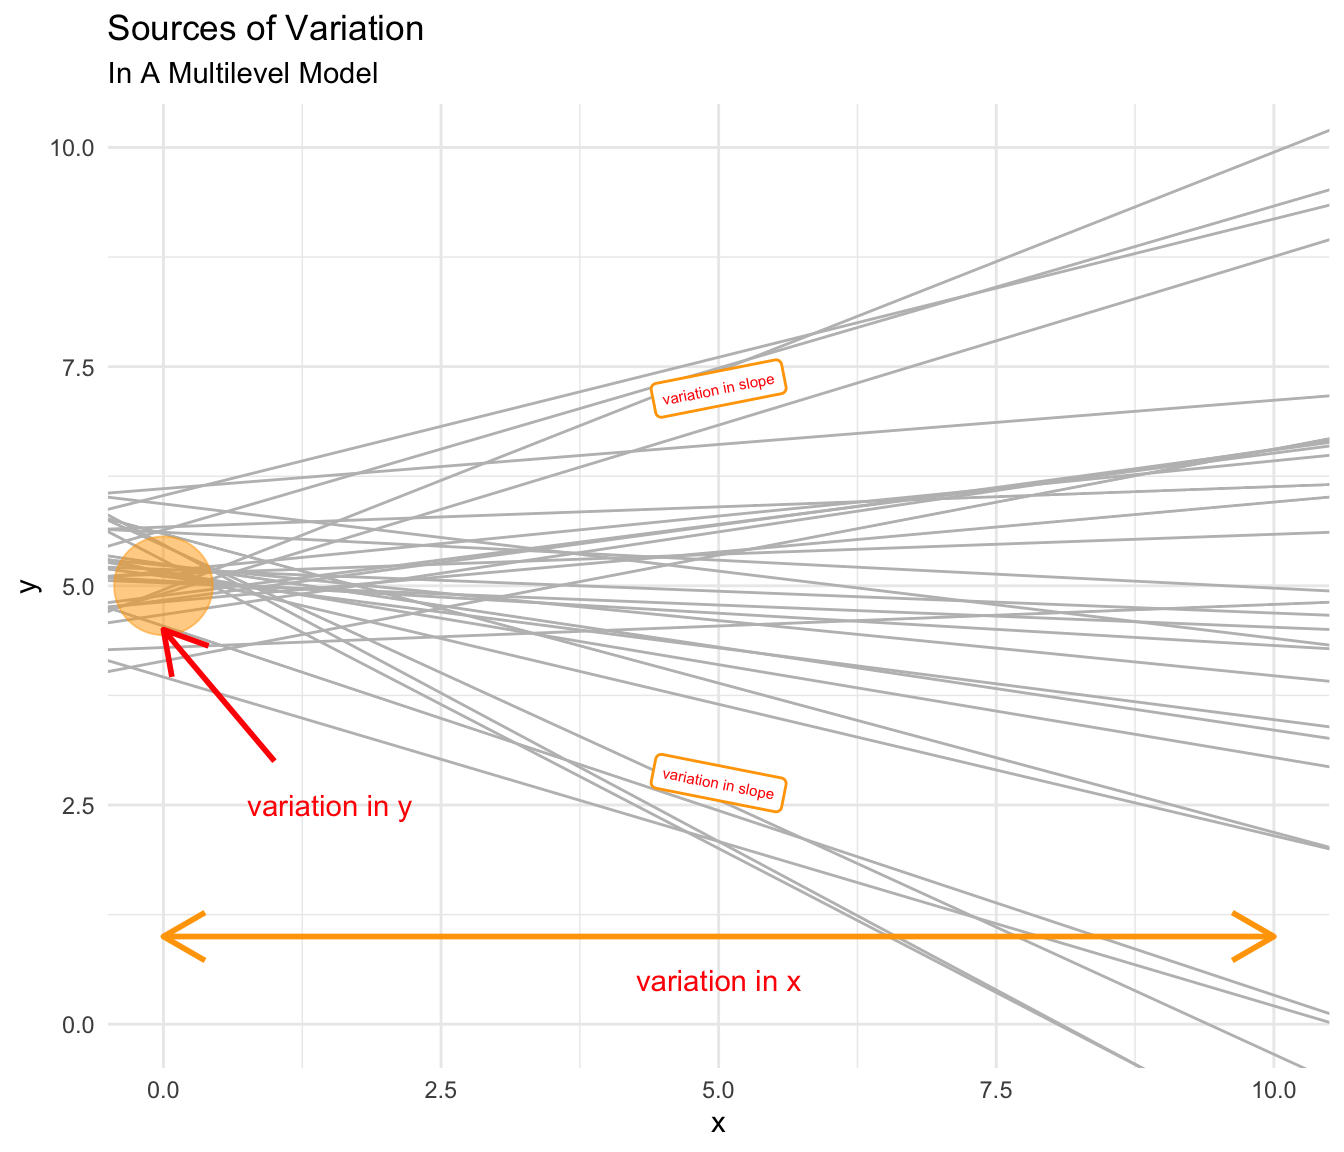 Sources of Variation
In A Multilevel Model
10.0
7.5
5.0
2.5
0.0
y
variation in slope
variation in slope
variation in y
variation in x
0.0 2.5 5.0 7.5 10.0
x